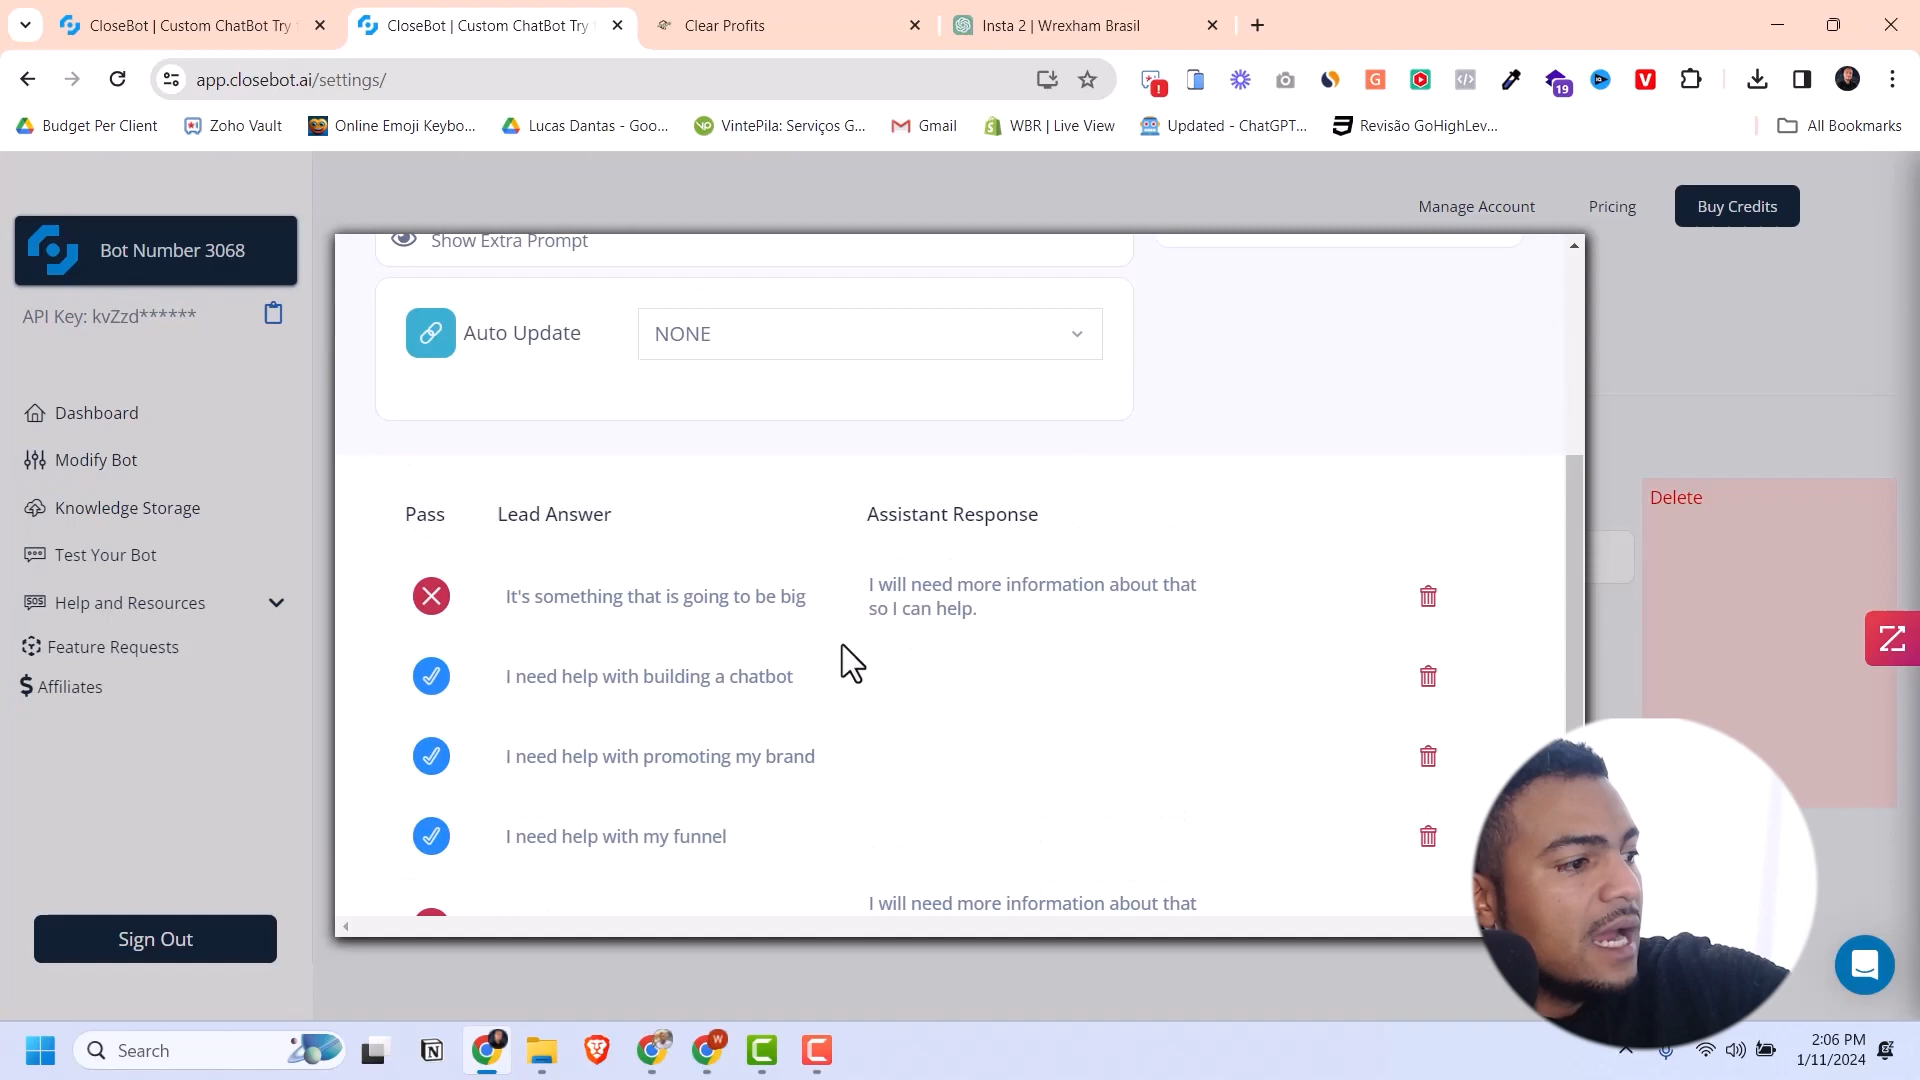 CloseBot | Custom ChatBot Try
CloseBot | Custom ChatBot Try
Clear Profits
Insta 2 | Wrexham Brasil
app.closebot.ai/settings/
19
Budget Per Client
Zoho Vault
Online Emoji Keybo...
Lucas Dantas - Goo...
VintePila: Serviços G...
Gmail
WBR | Live View
Updated - ChatGPT...
Revisão GoHighLev...
All Bookmarks
Bot Number 3068
API Key: kvZzd******
Manage Account
Pricing
Buy Credits
Dashboard
Modify Bot
Knowledge Storage
Test Your Bot
Help and Resources
Feature Requests
Affiliates
Sign Out
Show Extra Prompt
Auto Update
NONE
Pass
Lead Answer
Assistant Response
It's something that is going to be big
I will need more information about that
so I can help.
I need help with building a chatbot
I need help with promoting my brand
I need help with my funnel
I will need more information about that
Delete
Search
2:06 PM
1/11/2024